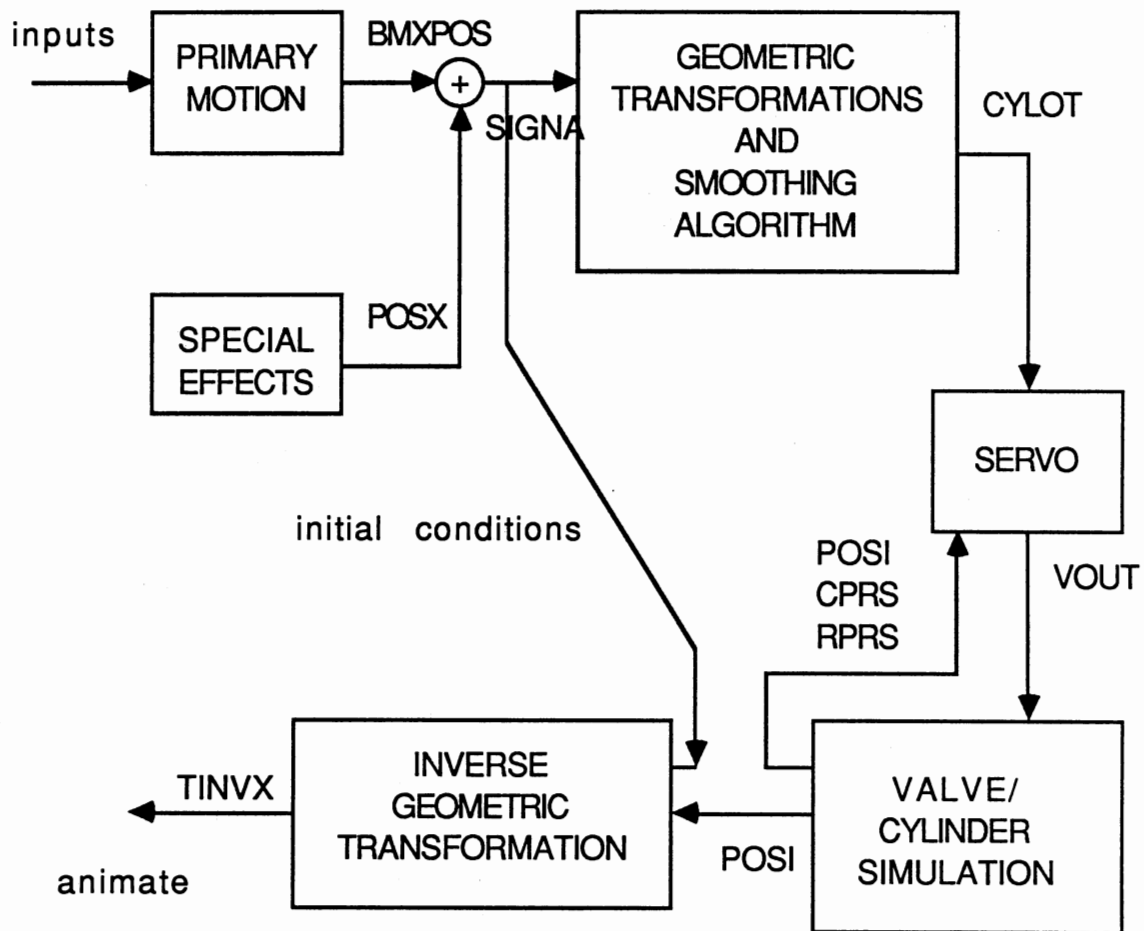 inputs
PRIMARY
MOTION
BMXPOS
+
SIGNA
GEOMETRIC
TRANSFORMATIONS
AND
SMOOTHING
ALGORITHM
CYLOT
SPECIAL
EFFECTS
POSX
SERVO
initial conditions
POSI
CPRS
RPRS
VOUT
TINVX
animate
INVERSE
GEOMETRIC
TRANSFORMATION
POSI
VALVE/
CYLINDER
SIMULATION